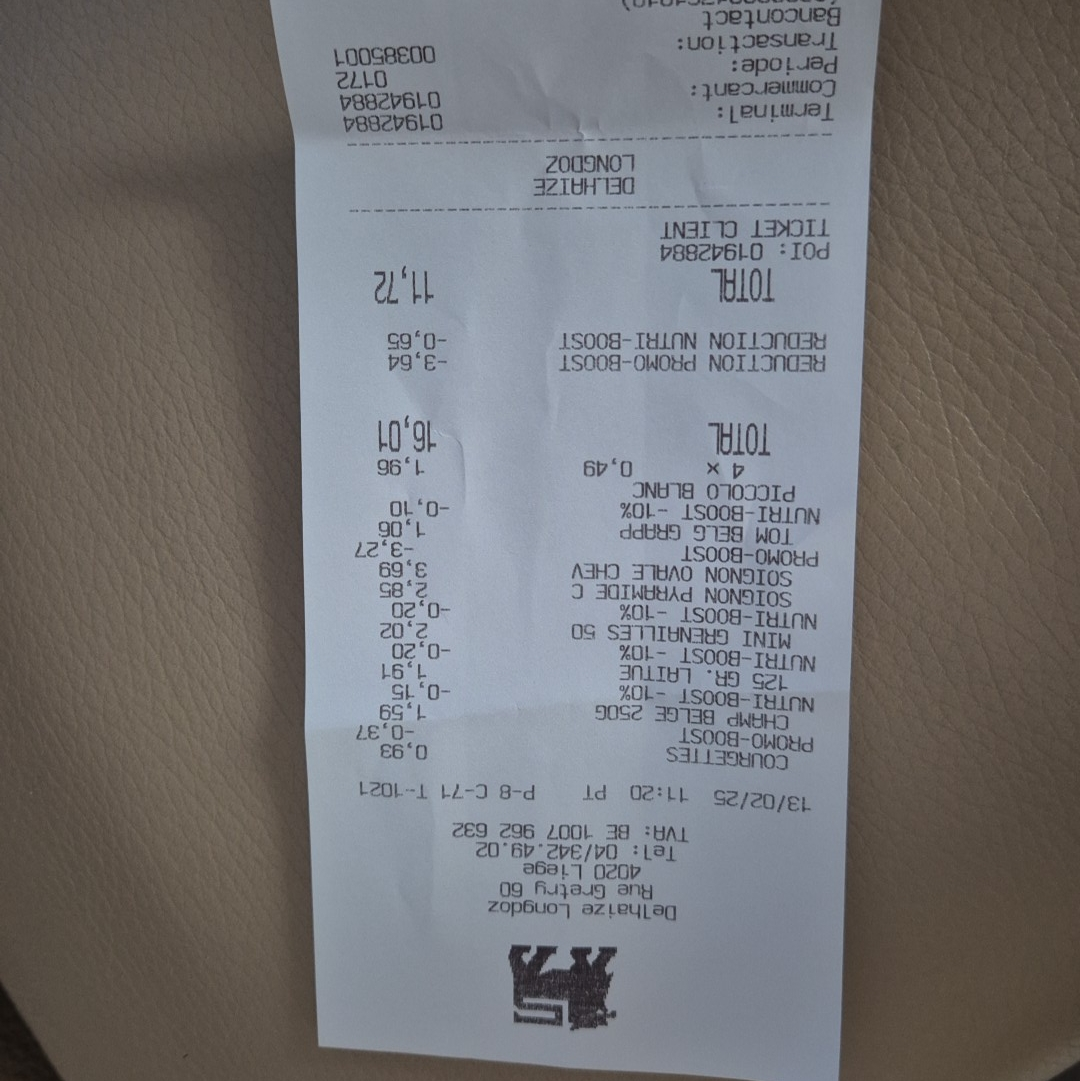 Delhaize Longdoz
Rue Gretry 60
4020 Liege
Tel: 04/342.49.02
TVA: BE 1007 962 632
13/02/25 11:20 PT P-8 C-71 T-1021
COURGETTES 0,93
PROMO-BOOST -0,37
CHAMP BELGE 250G 1,59
NUTRI-BOOST -10% -0,15
125 GR. LAITUE 1,91
NUTRI-BOOST -10% -0,20
MINI GRENAILLES 50 2,02
NUTRI-BOOST -10% -0,20
SOIGNON PYRAMIDE C 2,85
SOIGNON OVALE CHEV 3,69
PROMO-BOOST -3,27
TOM BELG GRAPP 1,06
NUTRI-BOOST -10% -0,10
PICCOLO BLANC
4 x 0,49 1,96
TOTAL 16,01
REDUCTION PROMO-BOOST -3,64
REDUCTION NUTRI-BOOST -0,65
TOTAL 11,72
POI: 01942884
TICKET CLIENT
DELHAIZE
LONGDOZ
Terminal: 01942884
Commercant: 01942884
Periode: 0172
Transaction: 00385001
Bancontact